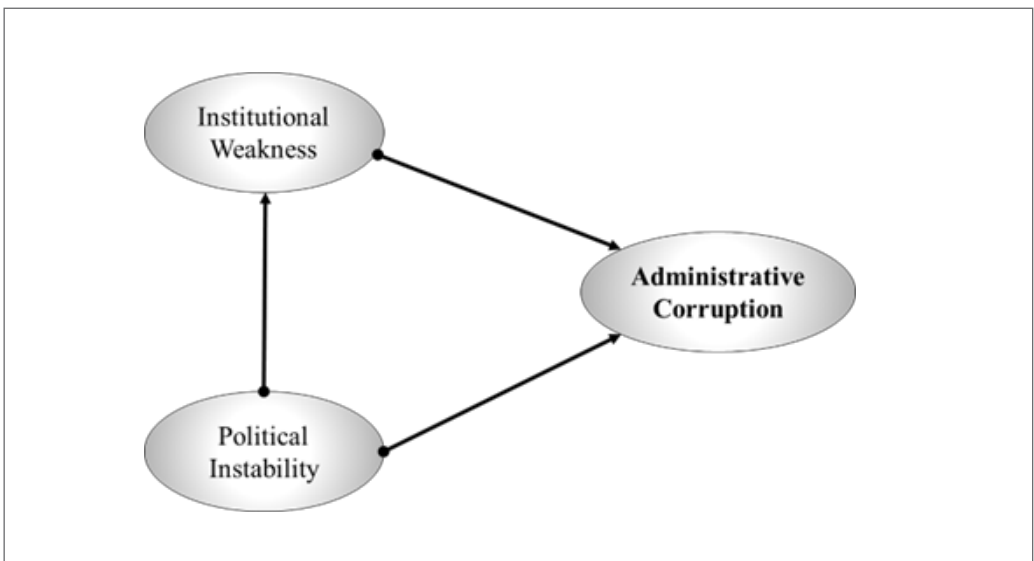 Institutional
Weakness
Administrative
Corruption
Political
Instability